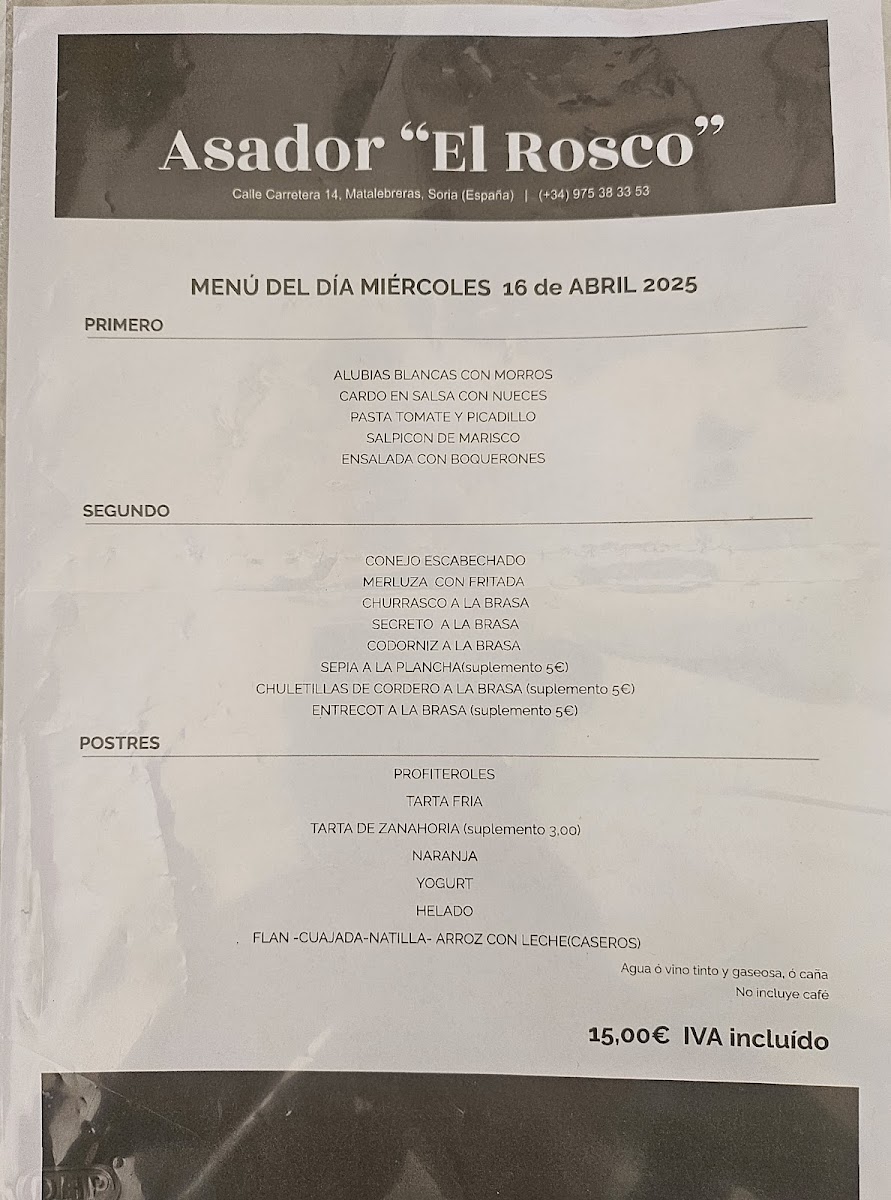 Asador “El Rosco”
Calle Carretera 14, Matalebreras, Soria (España) | (+34) 975 38 33 53
MENÚ DEL DÍA MIÉRCOLES 16 de ABRIL 2025
PRIMERO
ALUBIAS BLANCAS CON MORROS
CARDO EN SALSA CON NUECES
PASTA TOMATE Y PICADILLO
SALPICON DE MARISCO
ENSALADA CON BOQUERONES
SEGUNDO
CONEJO ESCABECHADO
MERLUZA CON FRITADA
CHURRASCO A LA BRASA
SECRETO A LA BRASA
CODORNIZ A LA BRASA
SEPIA A LA PLANCHA(suplemento 5€)
CHULETILLAS DE CORDERO A LA BRASA (suplemento 5€)
ENTRECOT A LA BRASA (suplemento 5€)
POSTRES
PROFITEROLES
TARTA FRIA
TARTA DE ZANAHORIA (suplemento 3,00)
NARANJA
YOGURT
HELADO
. FLAN -CUAJADA-NATILLA- ARROZ CON LECHE(CASEROS)
Agua ó vino tinto y gaseosa, ó caña
No incluye café
15,00€ IVA incluído